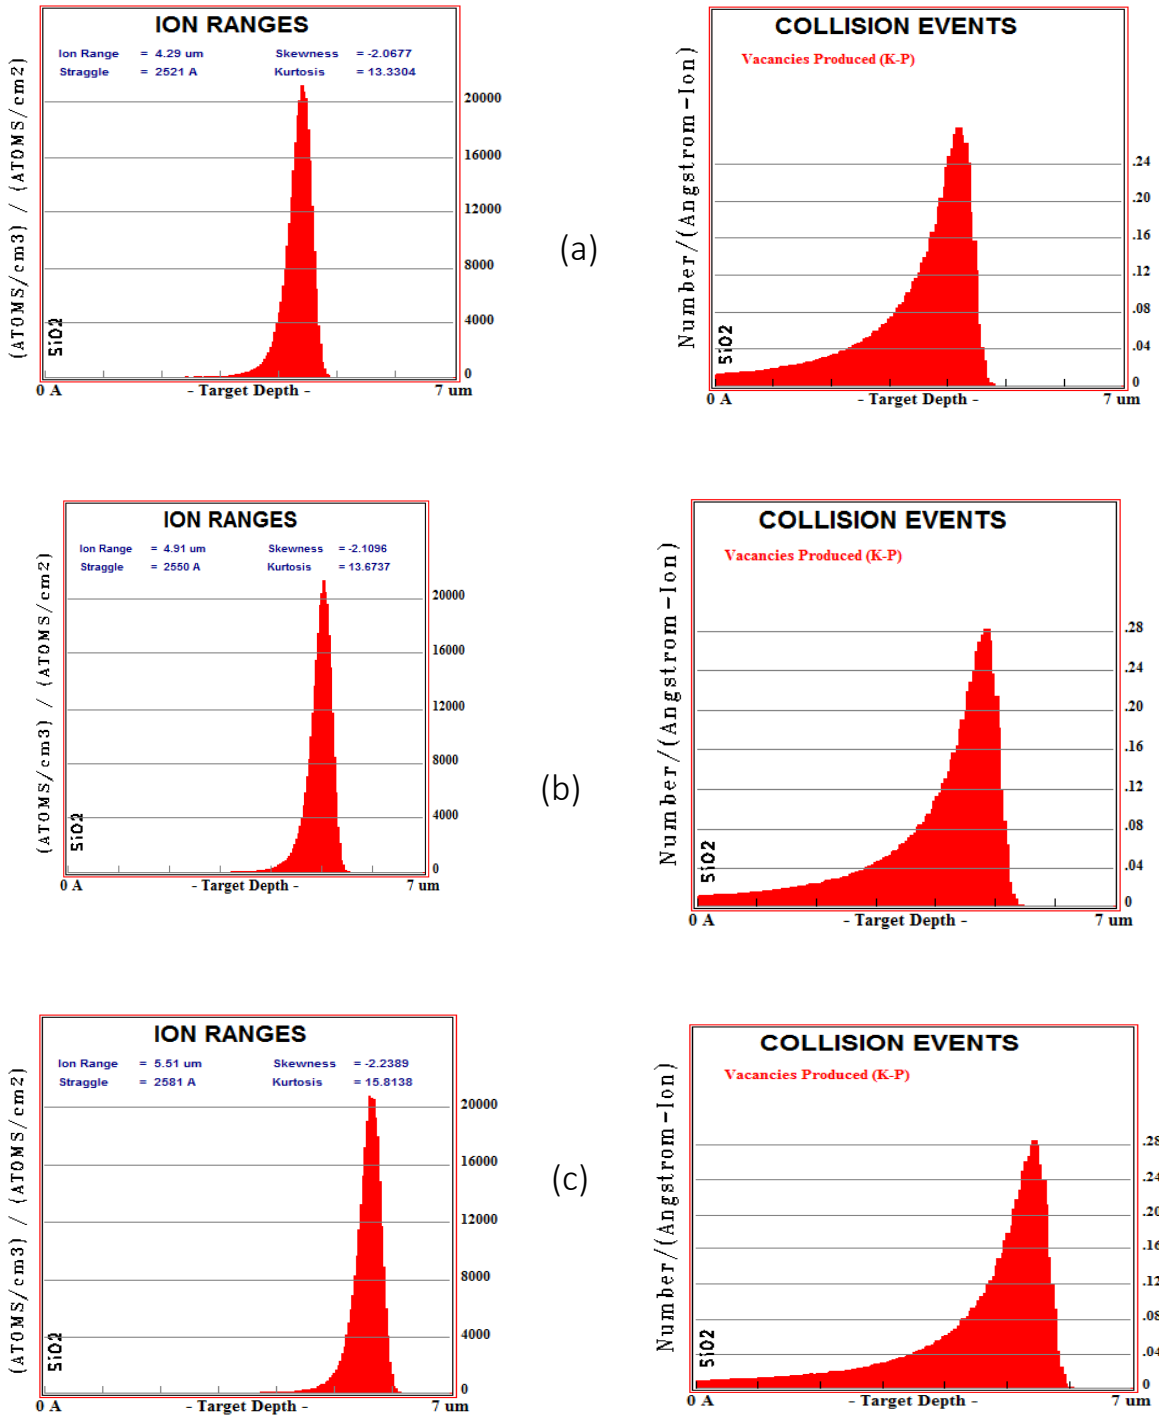 ION RANGES
Ion Range = 4.29 um Skewness = -2.0677
Straggle = 2521 A Kurtosis = 13.3304
(ATOMS/cm3) / (ATOMS/cm2)
20000
16000
12000
8000
4000
0
SiO2
0 A - Target Depth - 7 um
COLLISION EVENTS
Vacancies Produced (K-P)
Number/(Angstrom-Ion)
.24
.20
.16
.12
.08
.04
0
SiO2
0 A - Target Depth - 7 um
(a)
ION RANGES
Ion Range = 4.91 um Skewness = -2.1096
Straggle = 2550 A Kurtosis = 13.6737
(ATOMS/cm3) / (ATOMS/cm2)
20000
16000
12000
8000
4000
0
SiO2
0 A - Target Depth - 7 um
COLLISION EVENTS
Vacancies Produced (K-P)
Number/(Angstrom-Ion)
.28
.24
.20
.16
.12
.08
.04
0
SiO2
0 A - Target Depth - 7 um
(b)
ION RANGES
Ion Range = 5.51 um Skewness = -2.2389
Straggle = 2581 A Kurtosis = 15.8138
(ATOMS/cm3) / (ATOMS/cm2)
20000
16000
12000
8000
4000
0
SiO2
0 A - Target Depth - 7 um
COLLISION EVENTS
Vacancies Produced (K-P)
Number/(Angstrom-Ion)
.28
.24
.20
.16
.12
.08
.04
0
SiO2
0 A - Target Depth - 7 um
(c)